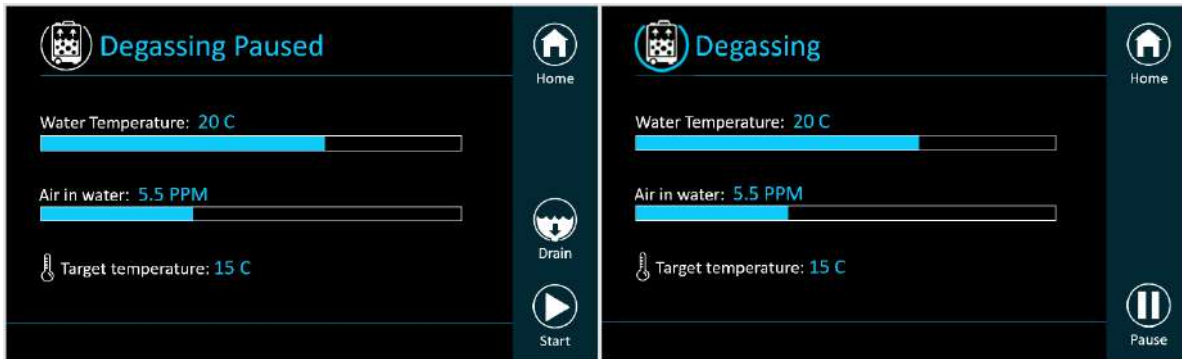 Degassing Paused
Home
Water Temperature: 20 C
Air in water: 5.5 PPM
Drain
Target temperature: 15 C
Start
Degassing
Home
Water Temperature: 20 C
Air in water: 5.5 PPM
Target temperature: 15 C
Pause